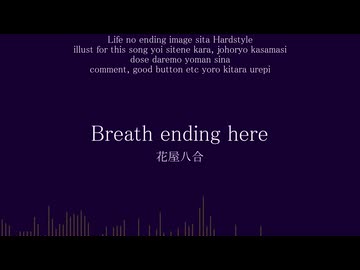 Life no ending image sita Hardstyle
illust for this song yoi sitene kara, johoryo kasamasi
dose daremo yoman sina
comment, good button etc yoro kitara urepi
Breath ending here
花屋八合